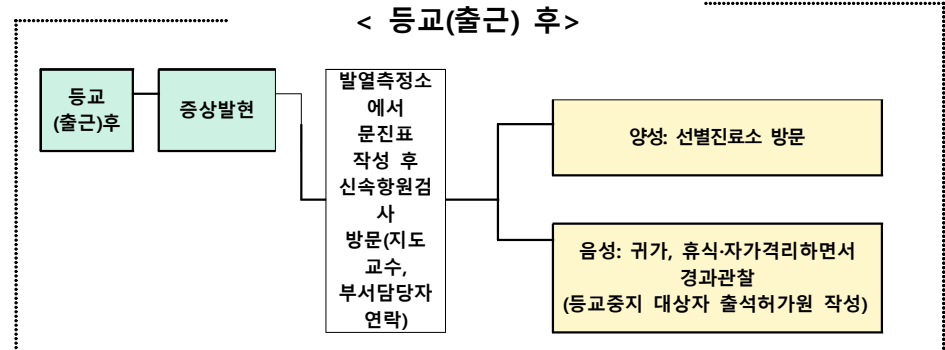 < 등교(출근) 후>
등교
(출근)후
증상발현
발열측정소
에서
문진표
작성 후
신속항원검
사
방문(지도
교수,
부서담당자
연락)
양성: 선별진료소 방문
음성: 귀가, 휴식·자가격리하면서
경과관찰
(등교중지 대상자 출석허가원 작성)